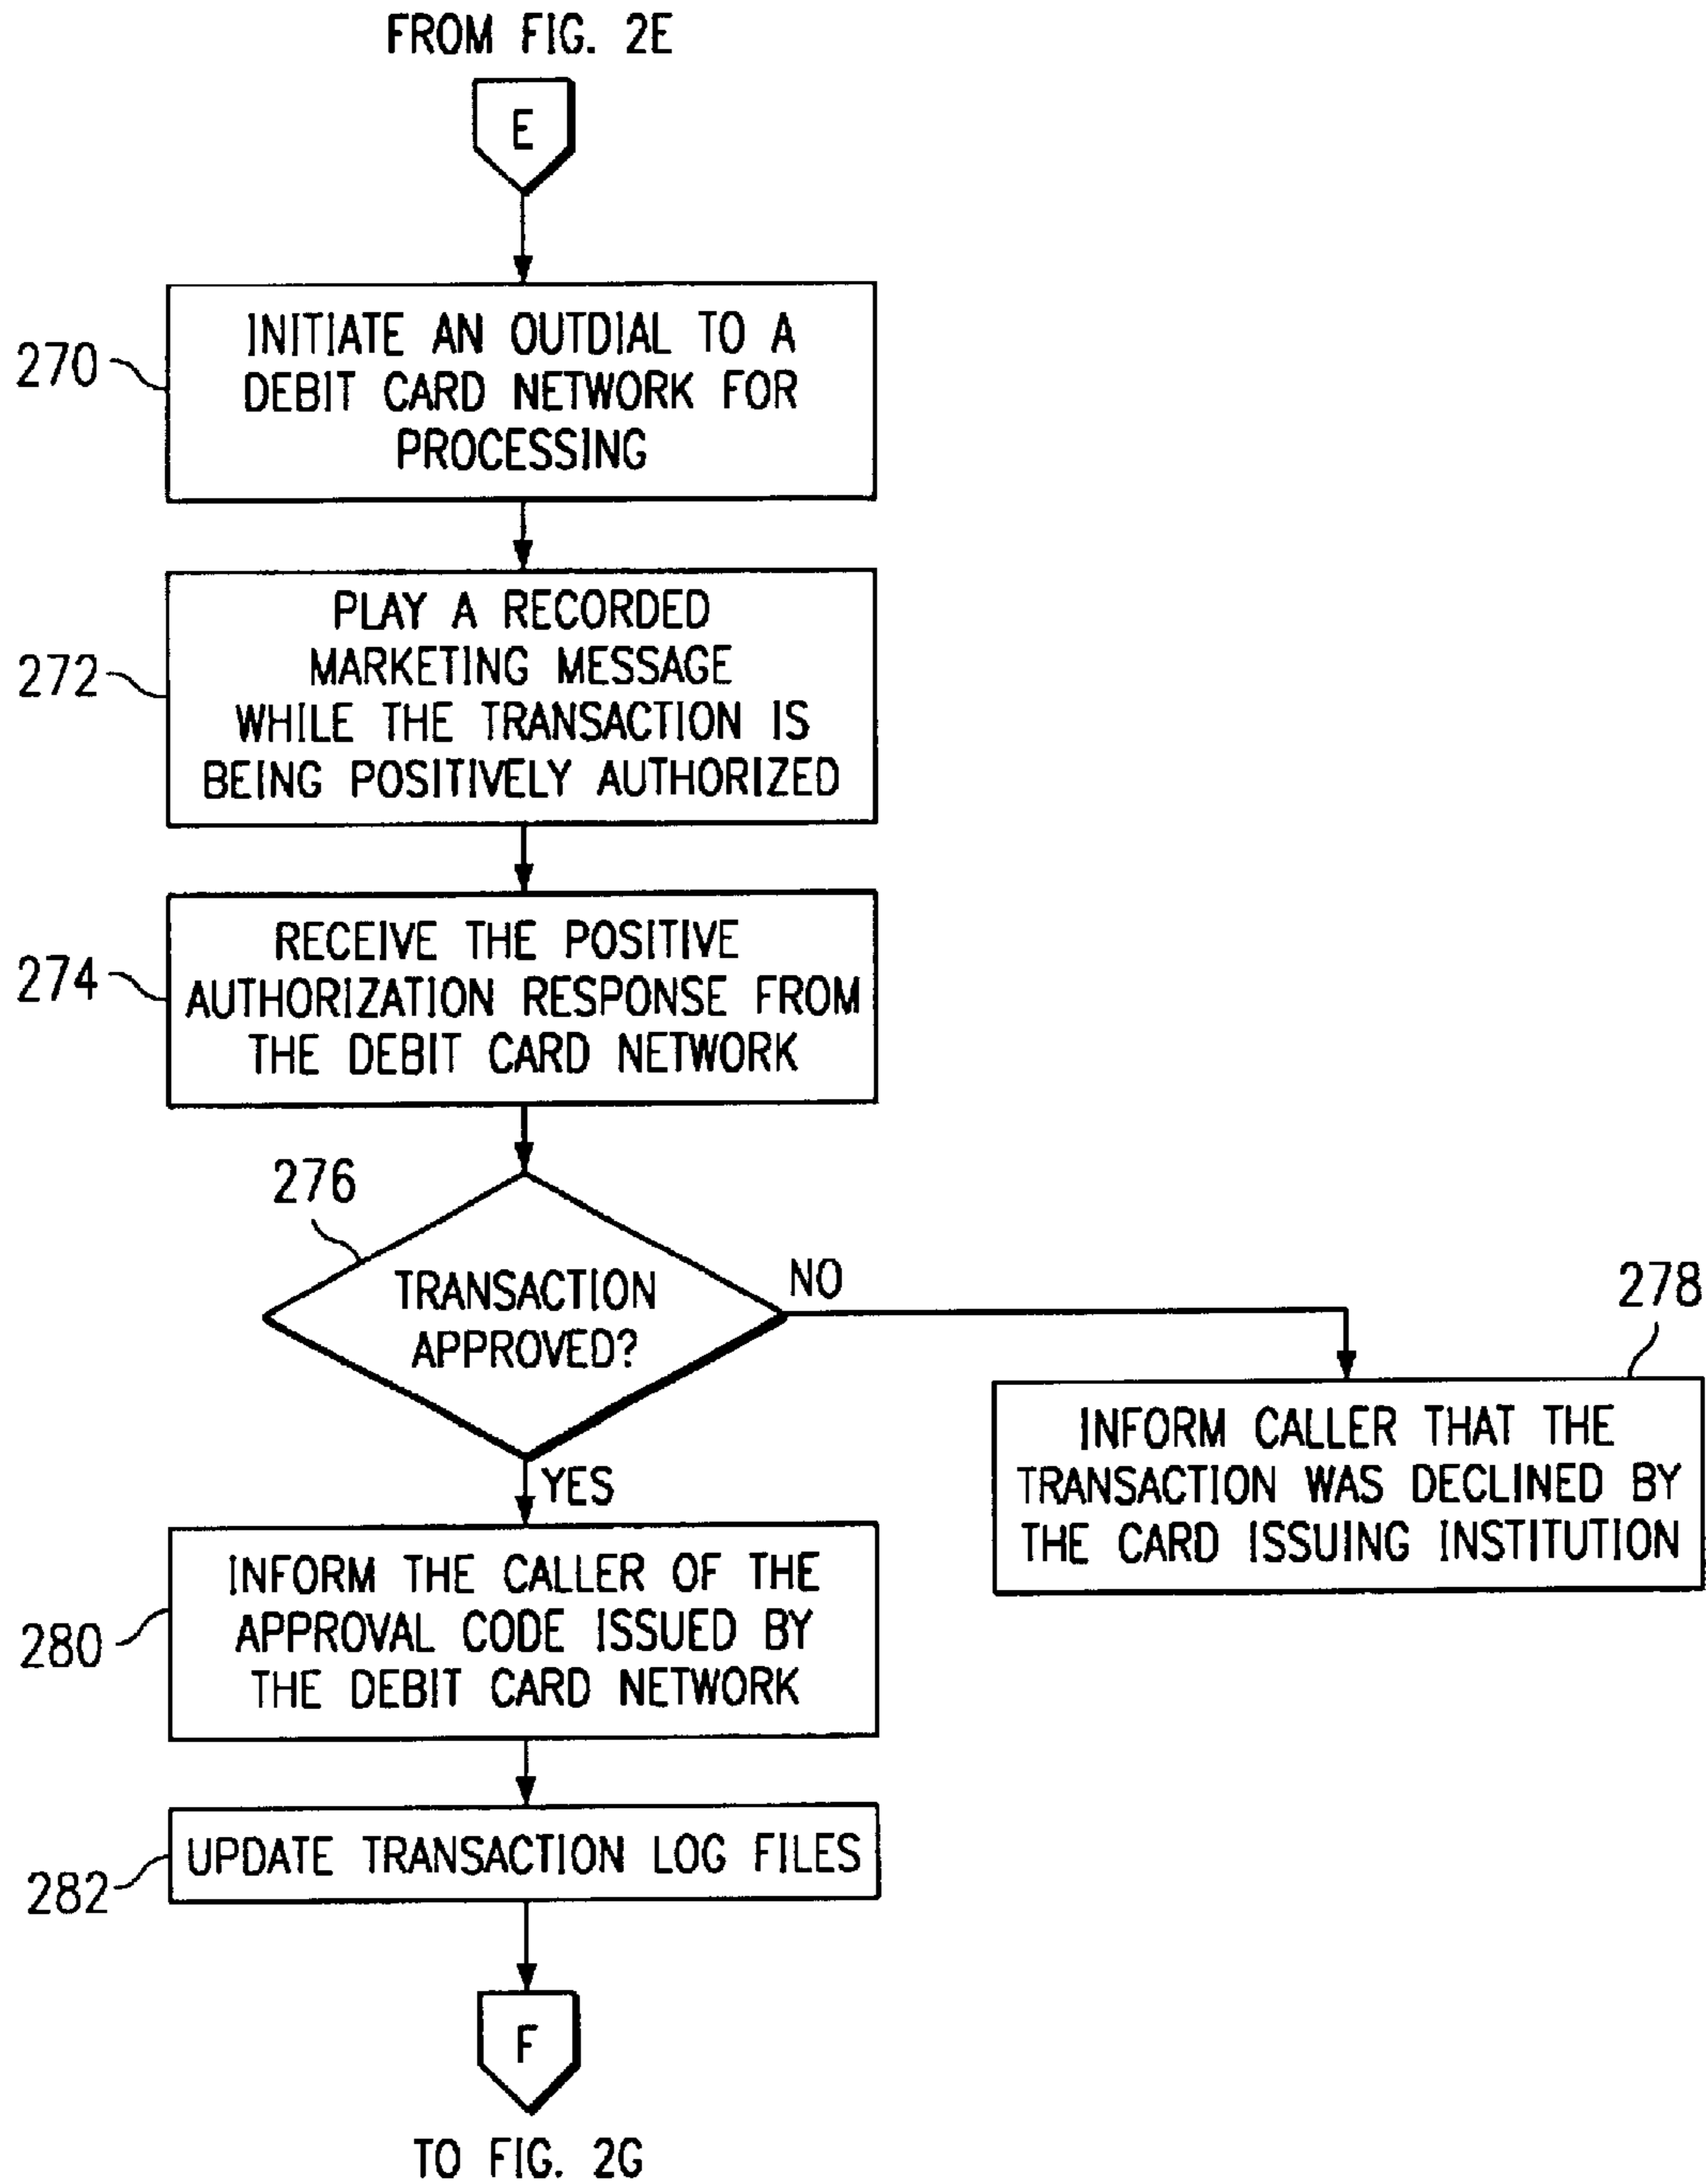 FROM FIG. 2E
E
270
INITIATE AN OUTDIAL TO A
DEBIT CARD NETWORK FOR
PROCESSING
272
PLAY A RECORDED
MARKETING MESSAGE
WHILE THE TRANSACTION IS
BEING POSITIVELY AUTHORIZED
274
RECEIVE THE POSITIVE
AUTHORIZATION RESPONSE FROM
THE DEBIT CARD NETWORK
276
TRANSACTION
APPROVED?
NO
278
INFORM CALLER THAT THE
TRANSACTION WAS DECLINED BY
THE CARD ISSUING INSTITUTION
YES
280
INFORM THE CALLER OF THE
APPROVAL CODE ISSUED BY
THE DEBIT CARD NETWORK
282
UPDATE TRANSACTION LOG FILES
F
TO FIG. 2G